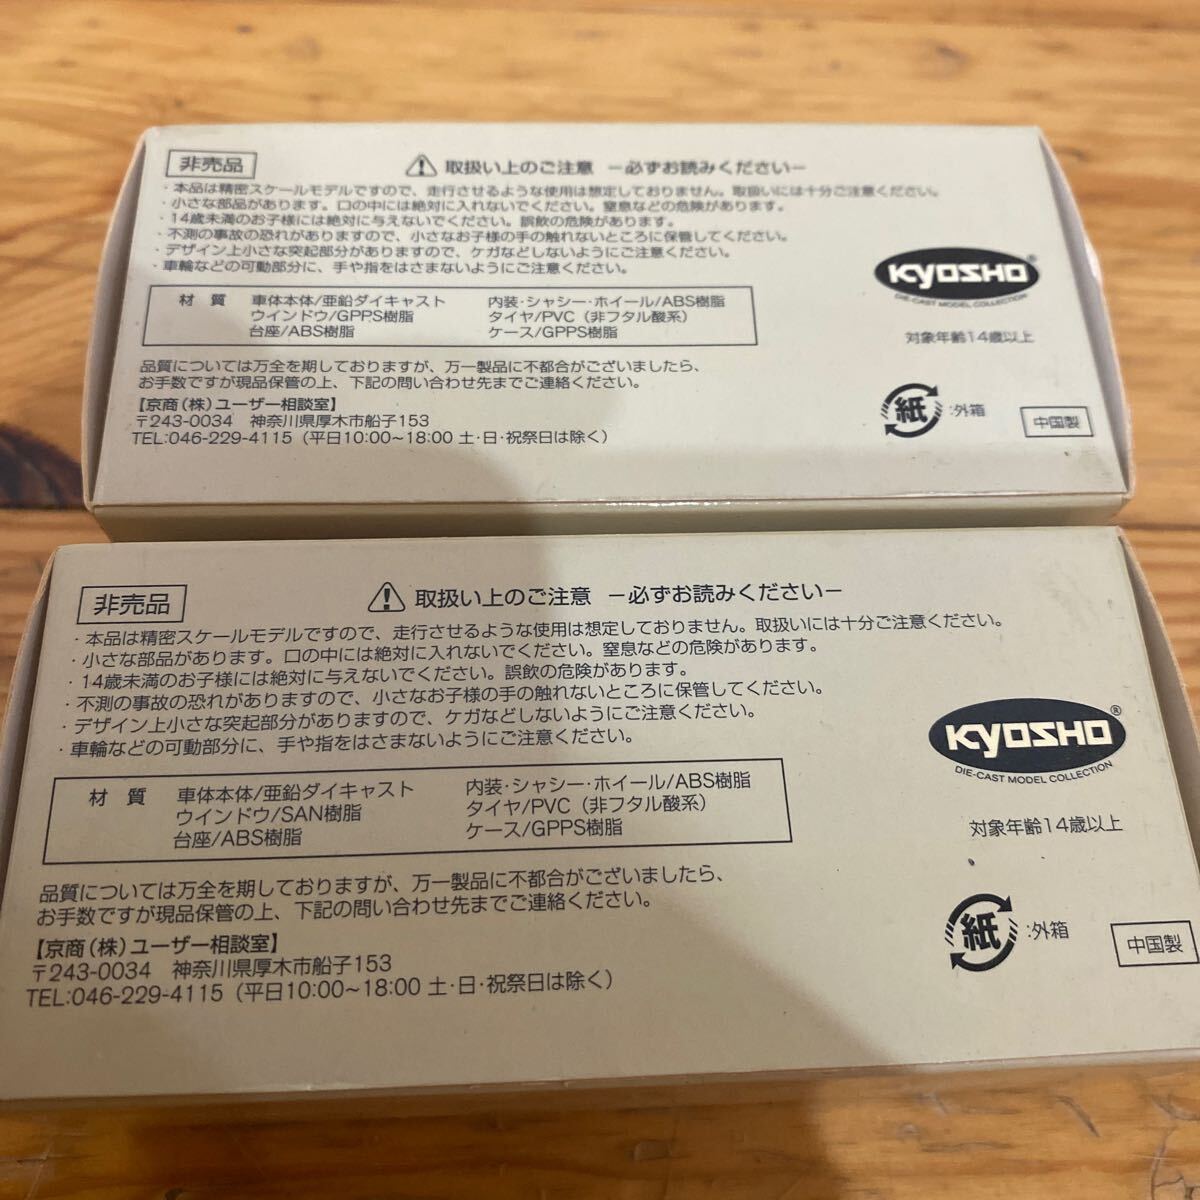 非売品
⚠ 取扱い上のご注意 −必ずお読みください−
・本品は精密スケールモデルですので、走行させるような使用は想定しておりません。取扱いには十分ご注意ください。
・小さな部品があります。口の中には絶対に入れないでください。窒息などの危険があります。
・14歳未満のお子様には絶対に与えないでください。誤飲の危険があります。
・不測の事故の恐れがありますので、小さなお子様の手の触れないところに保管してください。
・デザイン上小さな突起部分がありますので、ケガなどしないようにご注意ください。
・車輪などの可動部分に、手や指をはさまないようにご注意ください。
材 質 車体本体/亜鉛ダイキャスト 内装・シャシー・ホイール/ABS樹脂
ウインドウ/GPPS樹脂 タイヤ/PVC（非フタル酸系）
台座/ABS樹脂 ケース/GPPS樹脂
KYOSHO®
DIE-CAST MODEL COLLECTION
対象年齢14歳以上
品質については万全を期しておりますが、万一製品に不都合がございましたら、
お手数ですが現品保管の上、下記の問い合わせ先までご連絡ください。
【京商（株）ユーザー相談室】
〒243-0034 神奈川県厚木市船子153
TEL:046-229-4115（平日10:00~18:00 土・日・祝祭日は除く）
紙 :外箱
中国製
非売品
⚠ 取扱い上のご注意 −必ずお読みください−
・本品は精密スケールモデルですので、走行させるような使用は想定しておりません。取扱いには十分ご注意ください。
・小さな部品があります。口の中には絶対に入れないでください。窒息などの危険があります。
・14歳未満のお子様には絶対に与えないでください。誤飲の危険があります。
・不測の事故の恐れがありますので、小さなお子様の手の触れないところに保管してください。
・デザイン上小さな突起部分がありますので、ケガなどしないようにご注意ください。
・車輪などの可動部分に、手や指をはさまないようにご注意ください。
材 質 車体本体/亜鉛ダイキャスト 内装・シャシー・ホイール/ABS樹脂
ウインドウ/SAN樹脂 タイヤ/PVC（非フタル酸系）
台座/ABS樹脂 ケース/GPPS樹脂
KYOSHO®
DIE-CAST MODEL COLLECTION
対象年齢14歳以上
品質については万全を期しておりますが、万一製品に不都合がございましたら、
お手数ですが現品保管の上、下記の問い合わせ先までご連絡ください。
【京商（株）ユーザー相談室】
〒243-0034 神奈川県厚木市船子153
TEL:046-229-4115（平日10:00~18:00 土・日・祝祭日は除く）
紙 :外箱
中国製